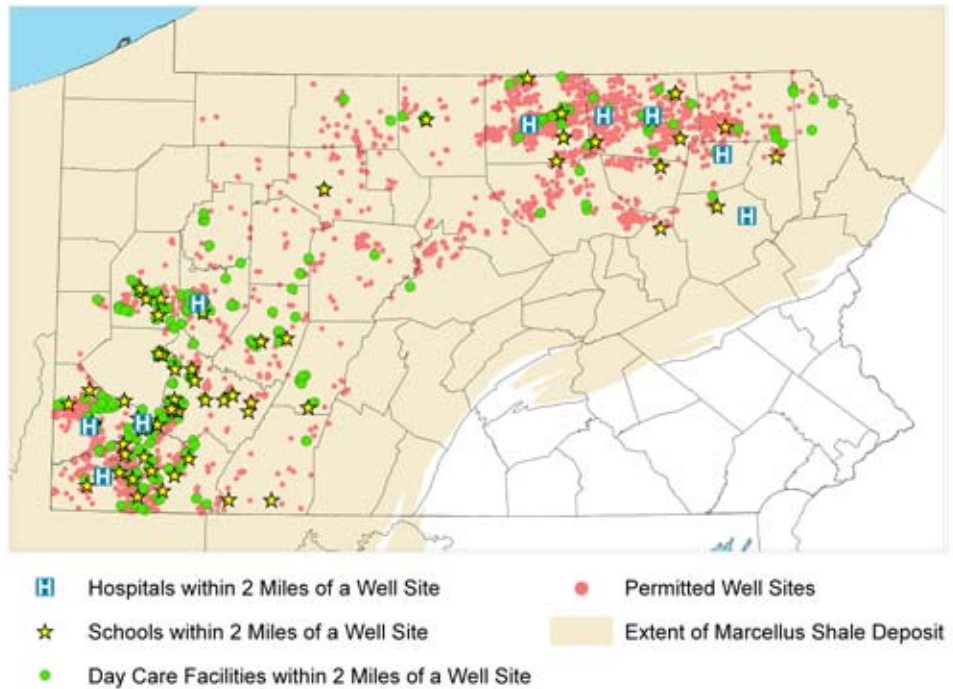 H Hospitals within 2 Miles of a Well Site
Schools within 2 Miles of a Well Site
Day Care Facilities within 2 Miles of a Well Site
Permitted Well Sites
Extent of Marcellus Shale Deposit
H
H
H
H
H
H
H
H
H